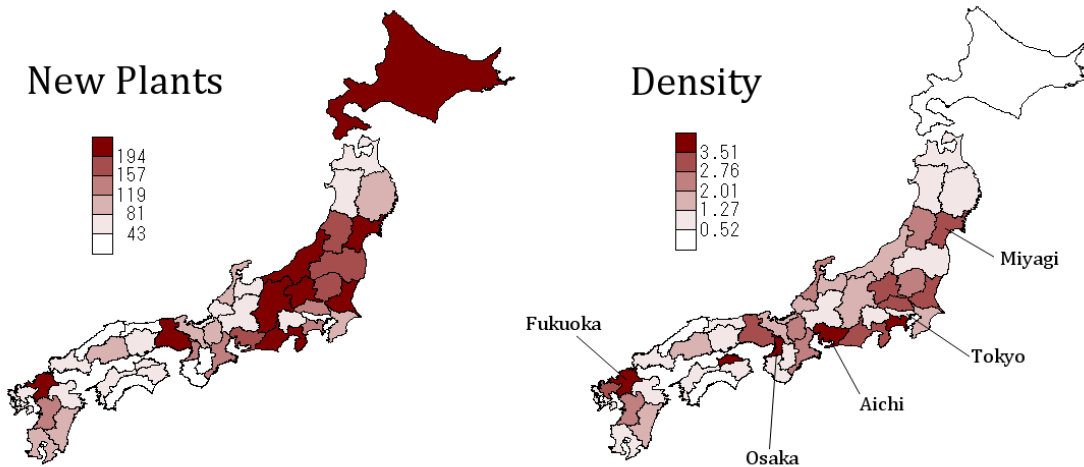 New Plants
194
157
119
81
43
Density
3.51
2.76
2.01
1.27
0.52
Miyagi
Fukuoka
Tokyo
Aichi
Osaka